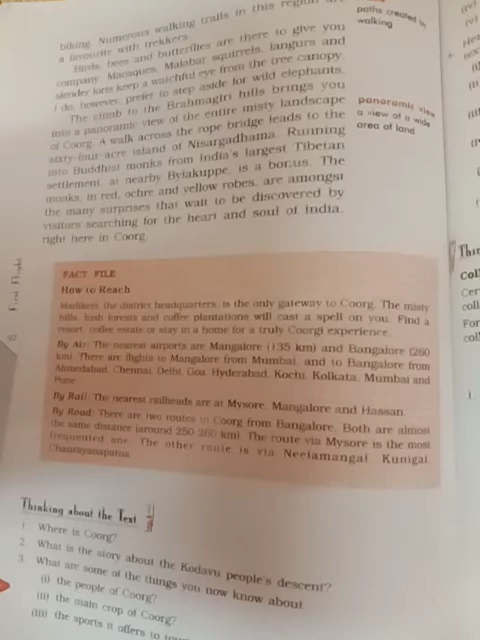 biking. Numerous walking trails in this region are
a favourite with trekkers.
Birds, bees and butterflies are there to give you
company. Macaques, Malabar squirrels, langurs and
slender loris keep a watchful eye from the tree canopy.
I do, however, prefer to step aside for wild elephants.
The climb to the Brahmagiri hills brings you
into a panoramic view of the entire misty landscape
of Coorg. A walk across the rope bridge leads to the
sixty-four-acre island of Nisargadhama. Running
into Buddhist monks from India's largest Tibetan
settlement, at nearby Bylakuppe, is a bonus. The
monks, in red, ochre and yellow robes, are amongst
the many surprises that wait to be discovered by
visitors searching for the heart and soul of India,
right here in Coorg.
paths created by
walking
panoramic view
a view of a wide
area of land
First Flight
FACT FILE
How to Reach
Madikeri, the district headquarters, is the only gateway to Coorg. The misty
hills, lush forests and coffee plantations will cast a spell on you. Find a
resort, coffee estate or stay in a home for a truly Coorgi experience.
By Air: The nearest airports are Mangalore (135 km) and Bangalore (260
km). There are flights to Mangalore from Mumbai, and to Bangalore from
Ahmedabad, Chennai, Delhi, Goa, Hyderabad, Kochi, Kolkata, Mumbai and
Pune.
By Rail: The nearest railheads are at Mysore, Mangalore and Hassan.
By Road: There are two routes to Coorg from Bangalore. Both are almost
the same distance (around 250-260 km). The route via Mysore is the most
frequented one. The other route is via Neelamangal, Kunigal,
Chanrayanapatna.
Thinking about the Text
1. Where is Coorg?
2. What is the story about the Kodavu people's descent?
3. What are some of the things you now know about
(i) the people of Coorg?
(ii) the main crop of Coorg?
(iii) the sports it offers to